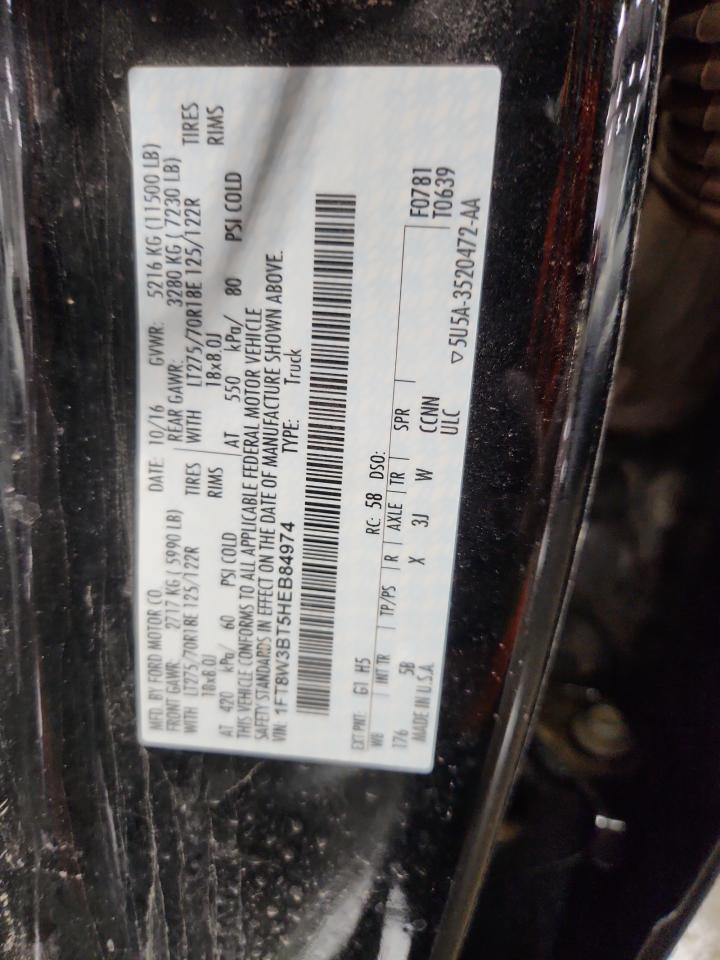 MFD. BY FORD MOTOR CO. DATE: 10/16 GVWR: 5216 KG (11500 LB)
FRONT GAWR: 2717 KG ( 5990 LB) REAR GAWR: 3280 KG ( 7230 LB)
WITH LT275/70R18E 125/122R TIRES WITH LT275/70R18E 125/122R TIRES
18x8.0J RIMS 18x8.0J RIMS
AT 420 kPa/ 60 PSI COLD AT 550 kPa/ 80 PSI COLD
THIS VEHICLE CONFORMS TO ALL APPLICABLE FEDERAL MOTOR VEHICLE
SAFETY STANDARDS IN EFFECT ON THE DATE OF MANUFACTURE SHOWN ABOVE.
VIN: 1FT8W3BT5HEB84974 TYPE: Truck
EXT PNT: G1 H5 RC: 58 DSO: F0781
WB INT TR TP/PS R AXLE TR SPR T0639
176 5B X 3J W CCNN
MADE IN U.S.A. ULC ▽5U5A-3520472-AA